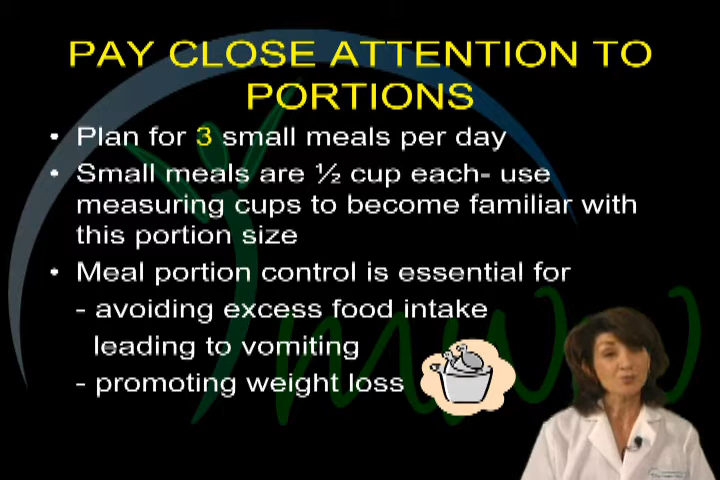 PAY CLOSE ATTENTION TO
PORTIONS
• Plan for 3 small meals per day
• Small meals are ½ cup each- use
measuring cups to become familiar with
this portion size
• Meal portion control is essential for
- avoiding excess food intake
leading to vomiting
- promoting weight loss